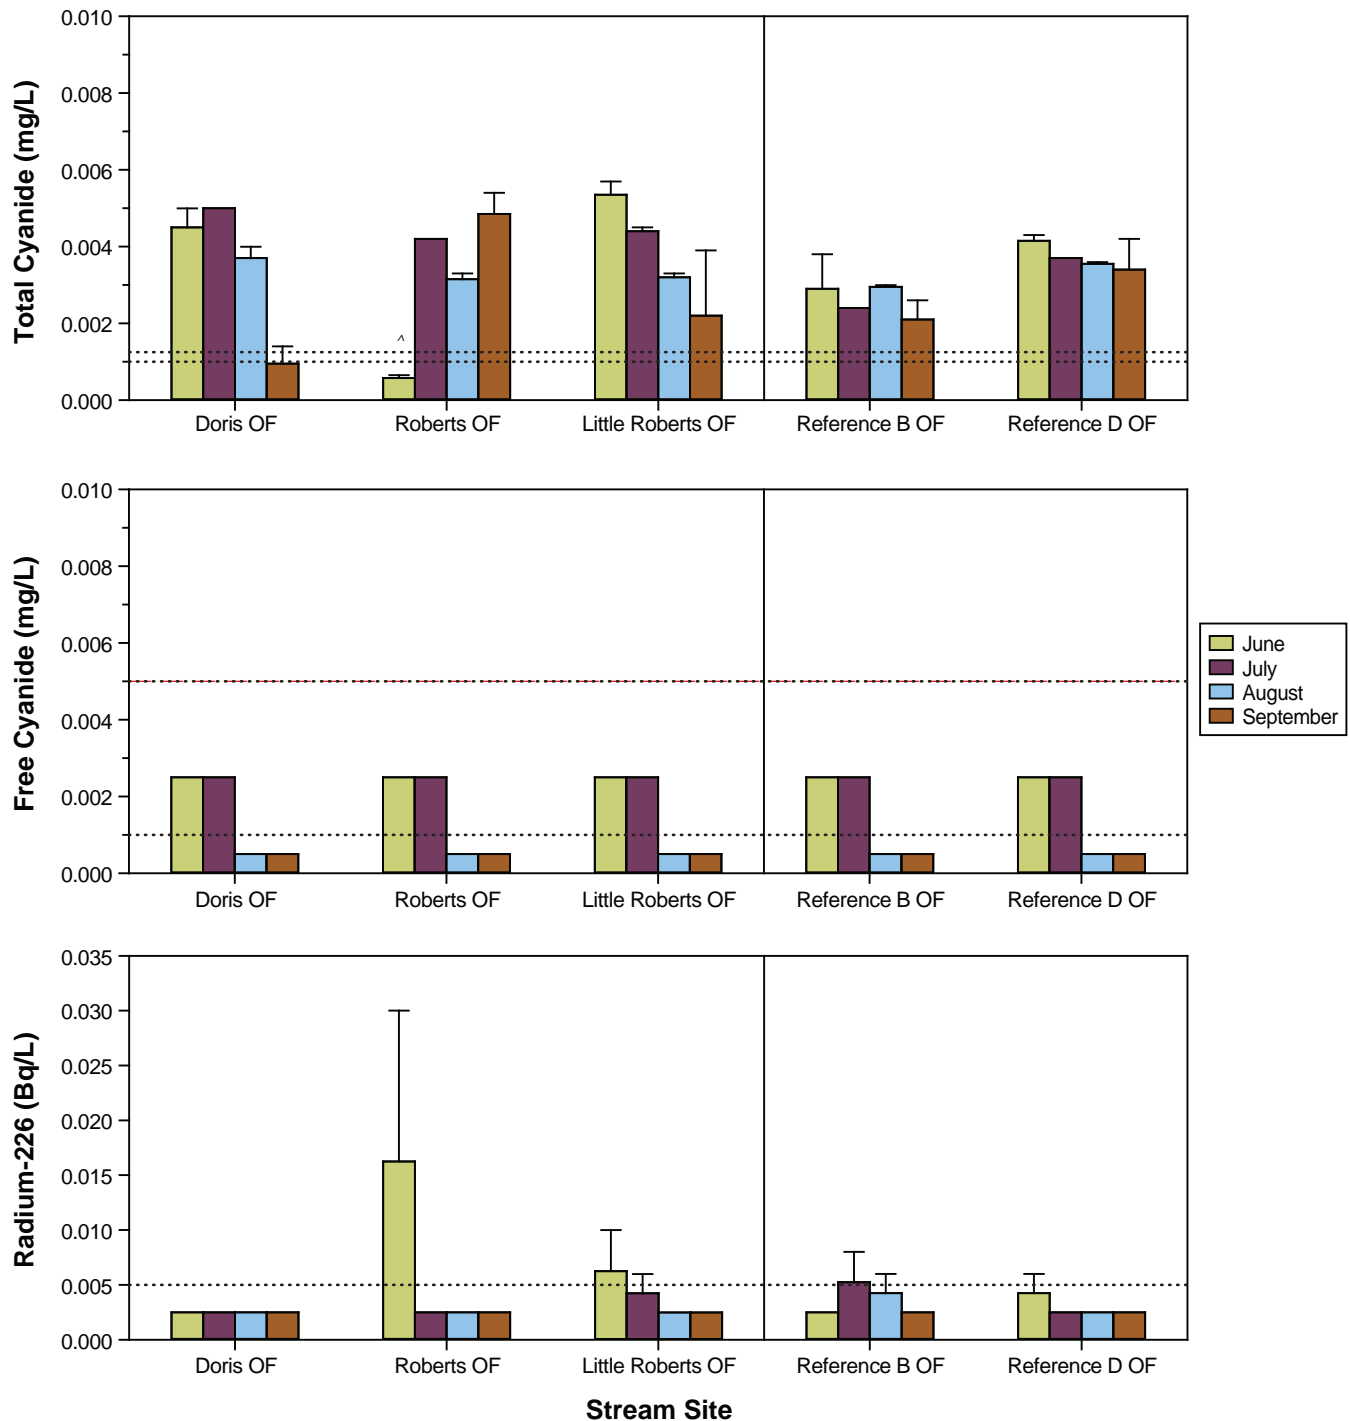 Total Cyanide (mg/L)
0.010
0.008
0.006
0.004
0.002
0.000
^
Doris OF Roberts OF Little Roberts OF Reference B OF Reference D OF
Free Cyanide (mg/L)
0.010
0.008
0.006
0.004
0.002
0.000
Doris OF Roberts OF Little Roberts OF Reference B OF Reference D OF
June
July
August
September
Radium-226 (Bq/L)
0.035
0.030
0.025
0.020
0.015
0.010
0.005
0.000
Doris OF Roberts OF Little Roberts OF Reference B OF Reference D OF
Stream Site